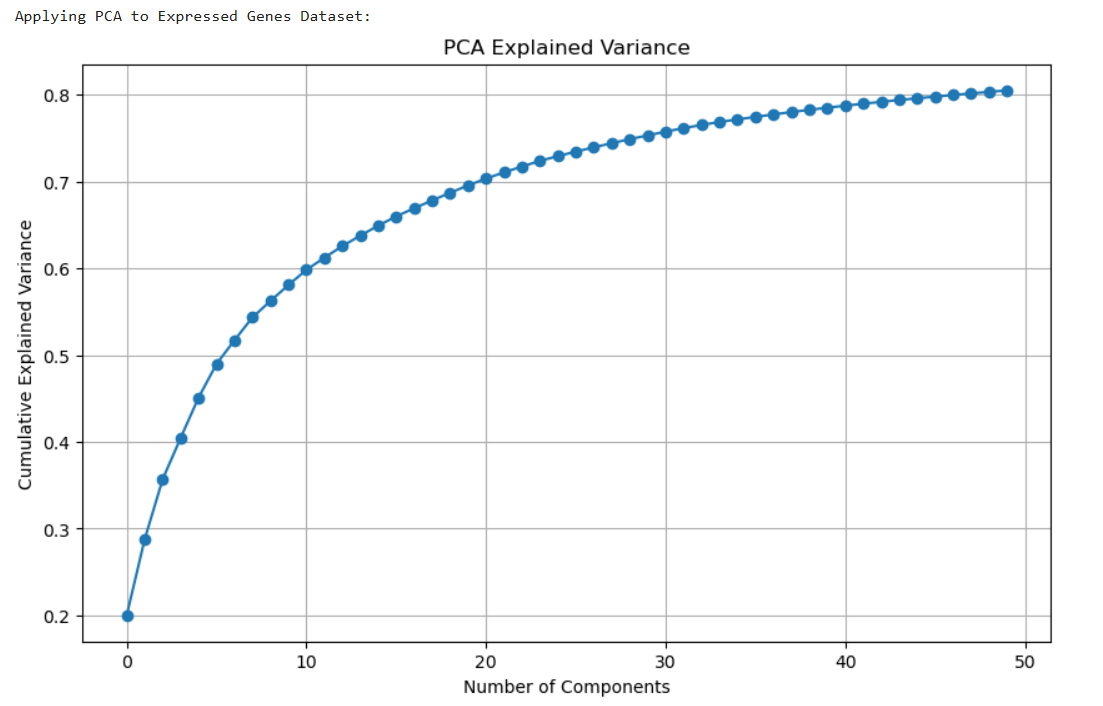 Applying PCA to Expressed Genes Dataset:
PCA Explained Variance
Cumulative Explained Variance
0.8
0.7
0.6
0.5
0.4
0.3
0.2
0 10 20 30 40 50
Number of Components